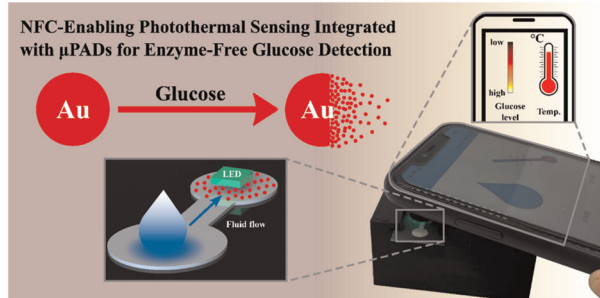 NFC-Enabling Photothermal Sensing Integrated
with μPADs for Enzyme-Free Glucose Detection
Au
Glucose
Au
low
high
Glucose
level
°C
Temp.
LED
Fluid flow